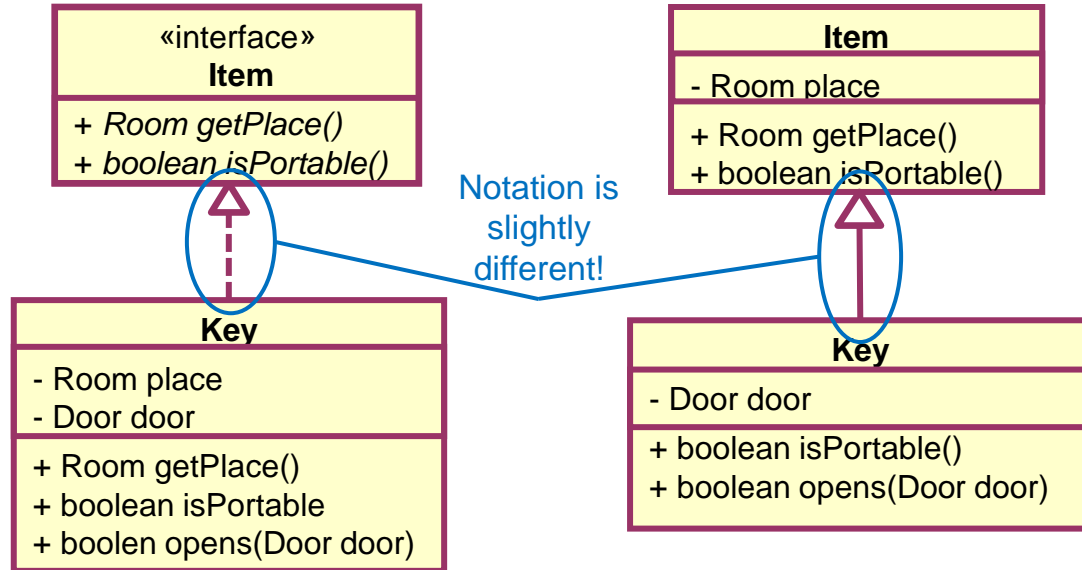 «interface»
Item
+ Room getPlace()
+ boolean isPortable()
Key
- Room place
- Door door
+ Room getPlace()
+ boolean isPortable
+ boolen opens(Door door)
Notation is
slightly
different!
Item
- Room place
+ Room getPlace()
+ boolean isPortable()
Key
- Door door
+ boolean isPortable()
+ boolean opens(Door door)